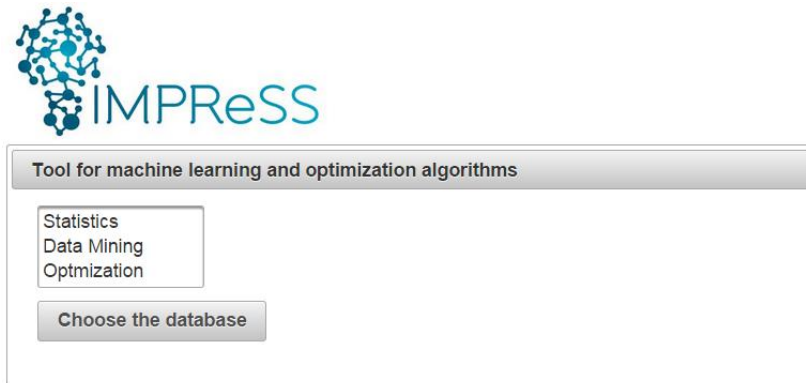 IMPReSS
Tool for machine learning and optimization algorithms
Statistics
Data Mining
Optmization
Choose the database